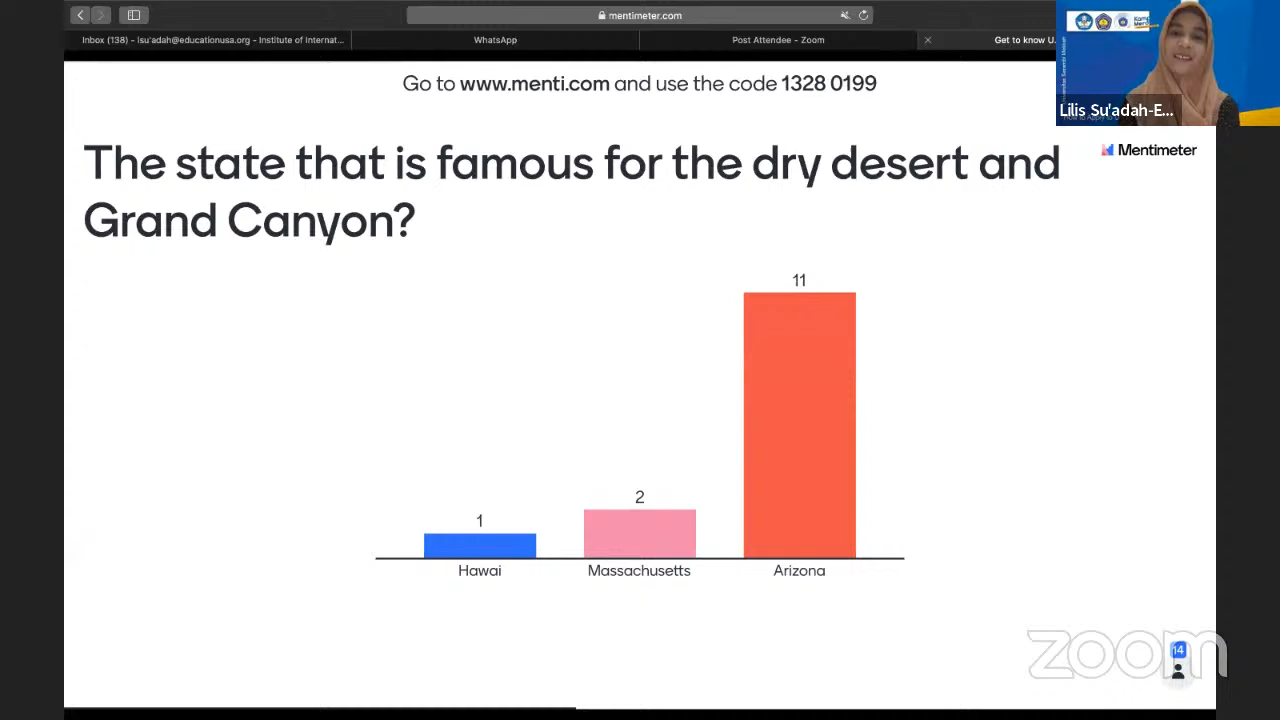 mentimeter.com
Inbox (138) - lsu'adah@educationusa.org - Institute of Internat...
WhatsApp
Post Attendee - Zoom
Get to know U.
Go to www.menti.com and use the code 1328 0199
Lilis Su'adah-E...
Mentimeter
The state that is famous for the dry desert and
Grand Canyon?
11
2
1
Hawai
Massachusetts
Arizona
zoom
14